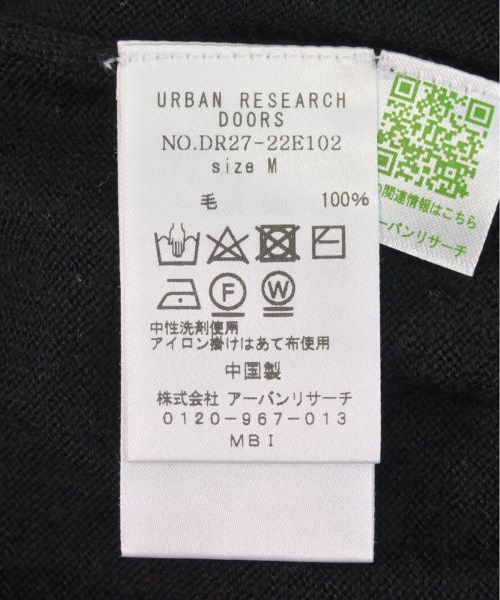 URBAN RESEARCH
DOORS
NO.DR27-22E102
size M
毛 100%
F W
中性洗剤使用
アイロン掛けはあて布使用
中国製
株式会社 アーバンリサーチ
0120-967-013
MBI
の関連情報はこちら
アーバンリサーチ